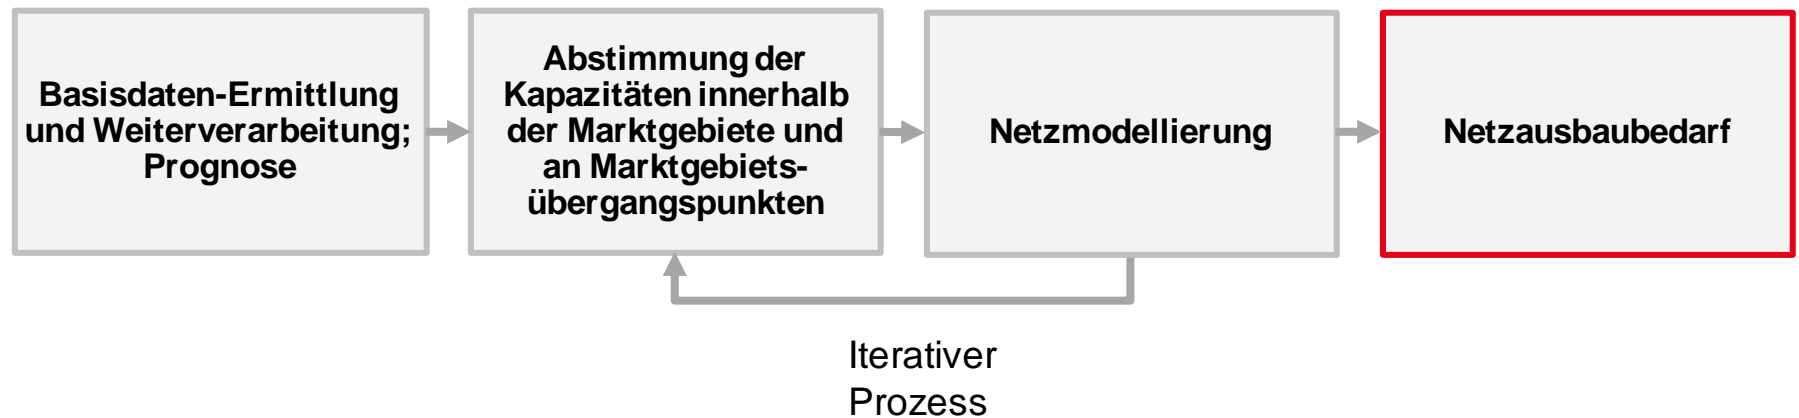 Basisdaten-Ermittlung
und Weiterverarbeitung;
Prognose
Abstimmung der
Kapazitäten innerhalb
der Marktgebiete und
an Marktgebiets-
übergangspunkten
Netzmodellierung
Netzausbaubedarf
Iterativer
Prozess